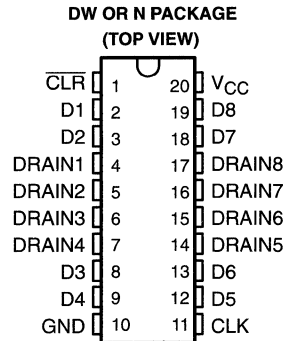 DW OR N PACKAGE
(TOP VIEW)
CLR 1 20 VCC
D1 2 19 D8
D2 3 18 D7
DRAIN1 4 17 DRAIN8
DRAIN2 5 16 DRAIN7
DRAIN3 6 15 DRAIN6
DRAIN4 7 14 DRAIN5
D3 8 13 D6
D4 9 12 D5
GND 10 11 CLK